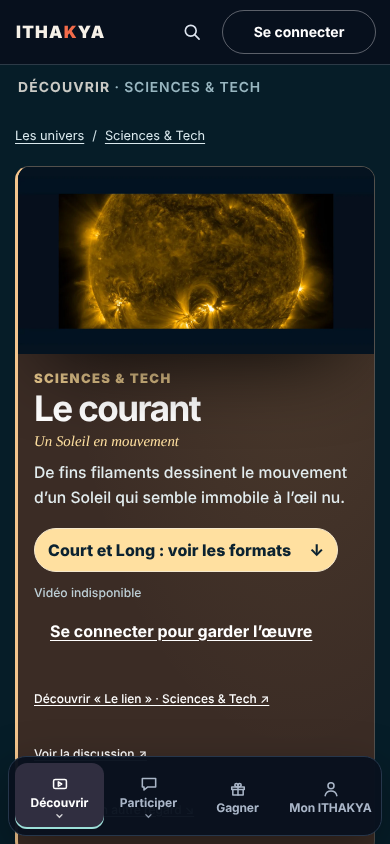 ITHAKYA
Se connecter
DÉCOUVRIR · SCIENCES & TECH
Les univers / Sciences & Tech
SCIENCES & TECH
Le courant
Un Soleil en mouvement
De fins filaments dessinent le mouvement
d’un Soleil qui semble immobile à l’œil nu.
Court et Long : voir les formats ↓
Vidéo indisponible
Se connecter pour garder l’œuvre
Découvrir « Le lien » · Sciences & Tech ↗
Voir la discussion ↗
Découvrir
Participer
Gagner
Mon ITHAKYA